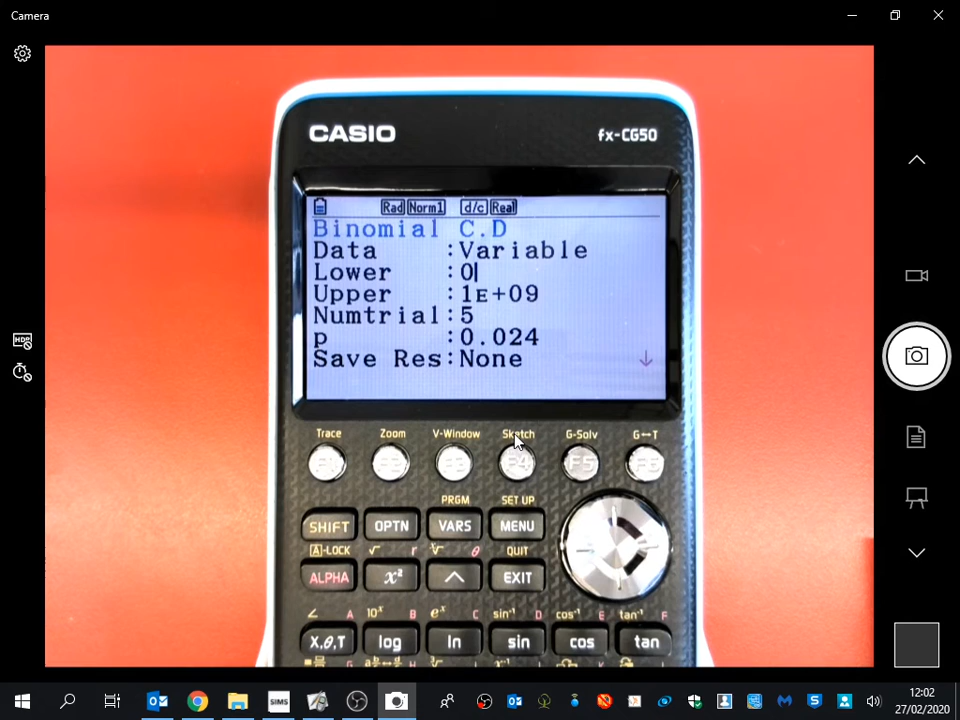 Camera
CASIO
fx-CG50
Rad Norm1 d/c Real
Binomial C.D
Data :Variable
Lower :0
Upper :1E+09
Numtrial:5
p :0.024
Save Res:None
Trace Zoom V-Window Sketch G-Solv G↔T
F1 F2 F3 F4 F5 F6
PRGM SET UP
SHIFT OPTN VARS MENU
A-LOCK √ r ∛ θ QUIT
ALPHA x² ^ EXIT
∠ A 10ˣ B eˣ C sin⁻¹ D cos⁻¹ E tan⁻¹ F
X,θ,T log ln sin cos tan
HDR
SIMS
12:02
27/02/2020